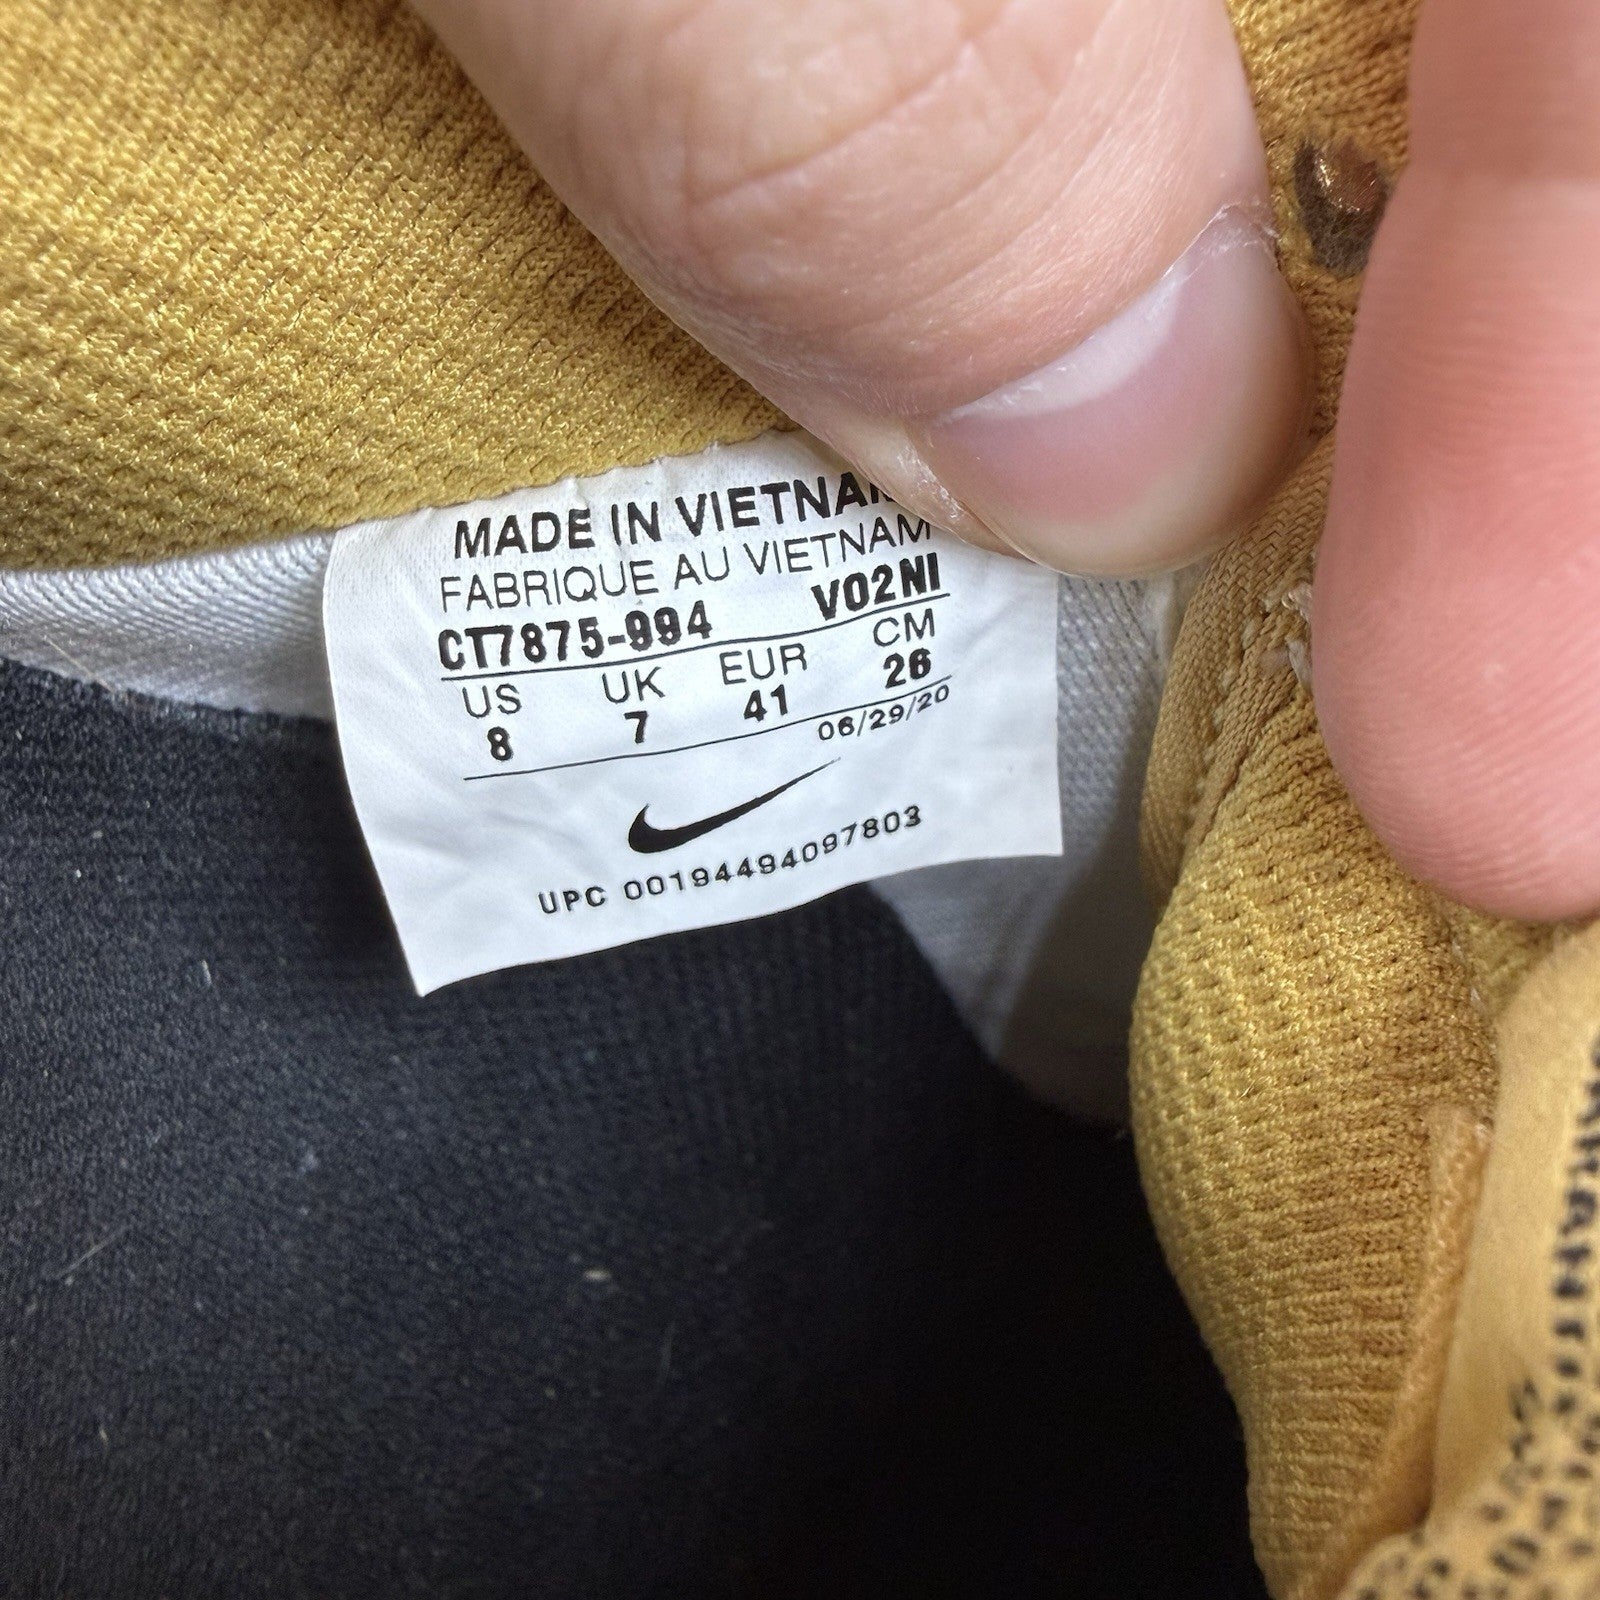 MADE IN VIETNAM
FABRIQUE AU VIETNAM
CT7875-994 V02NI
US UK EUR CM
8 7 41 26
06/29/20
UPC 00194494097803